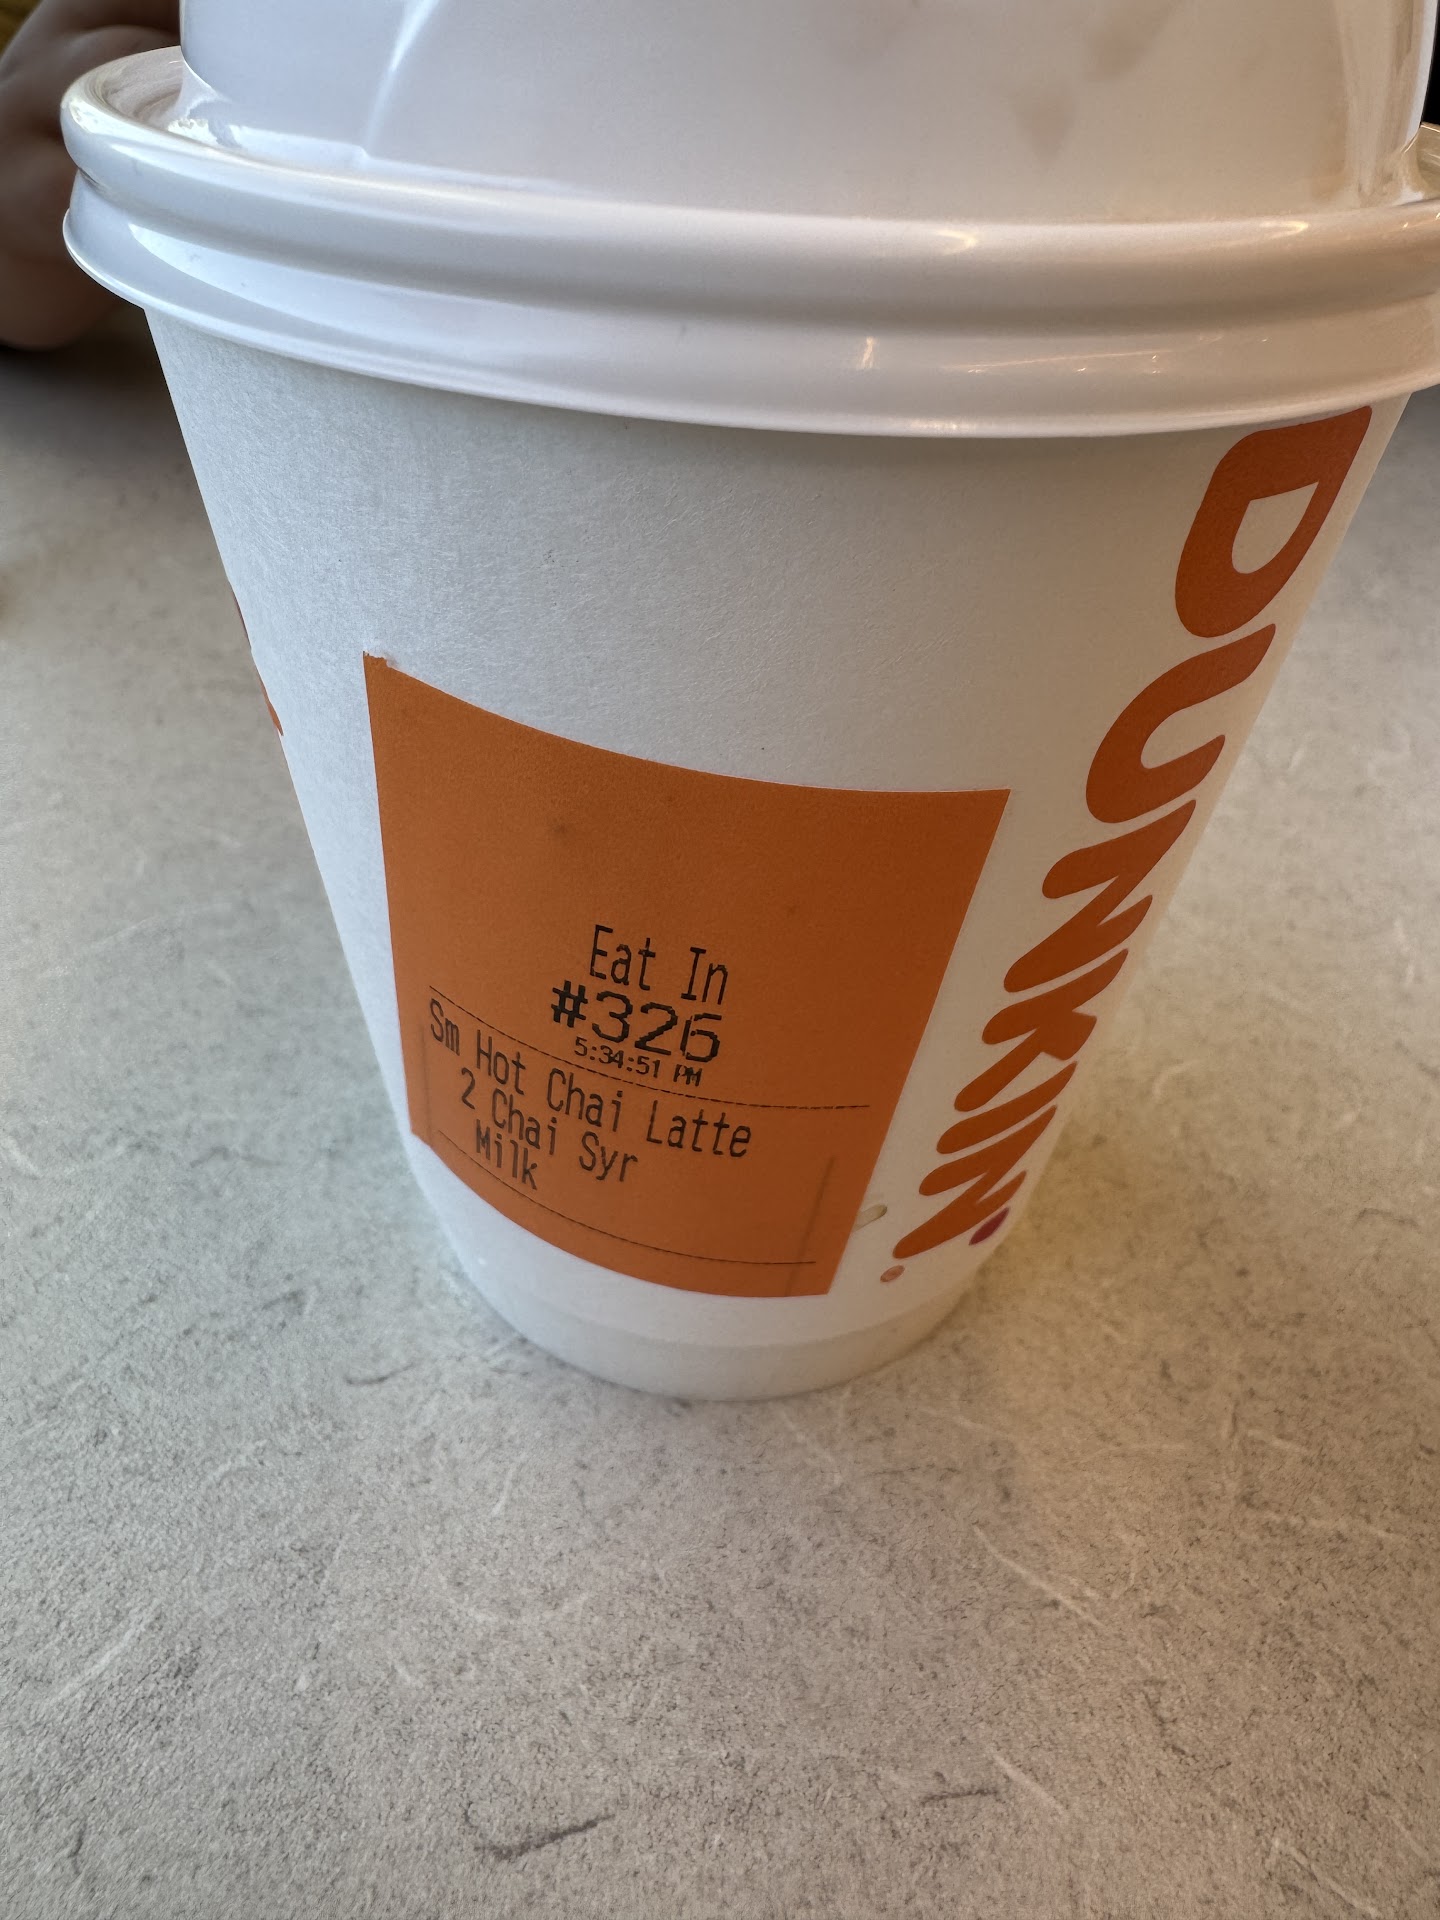 Eat In
#326
5:34:51 PM
Sm Hot Chai Latte
2 Chai Syr
Milk
DUNKIN'